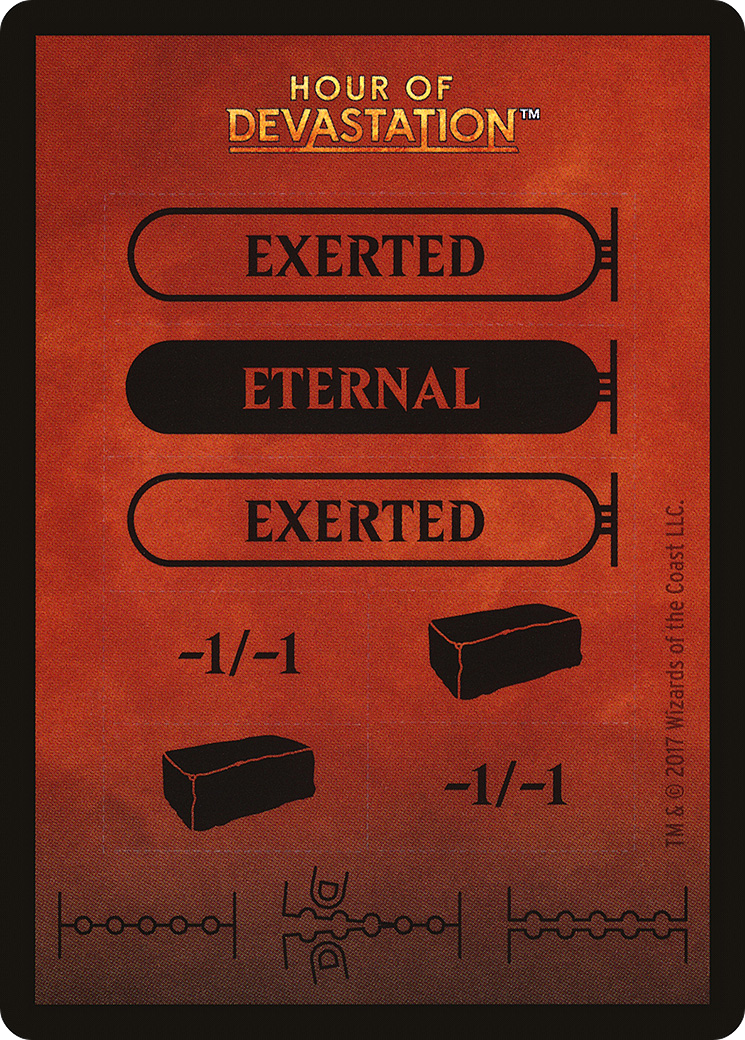 HOUR OF
DEVASTATION™
EXERTED
ETERNAL
EXERTED
-1/-1
-1/-1
TM & © 2017 Wizards of the Coast LLC.